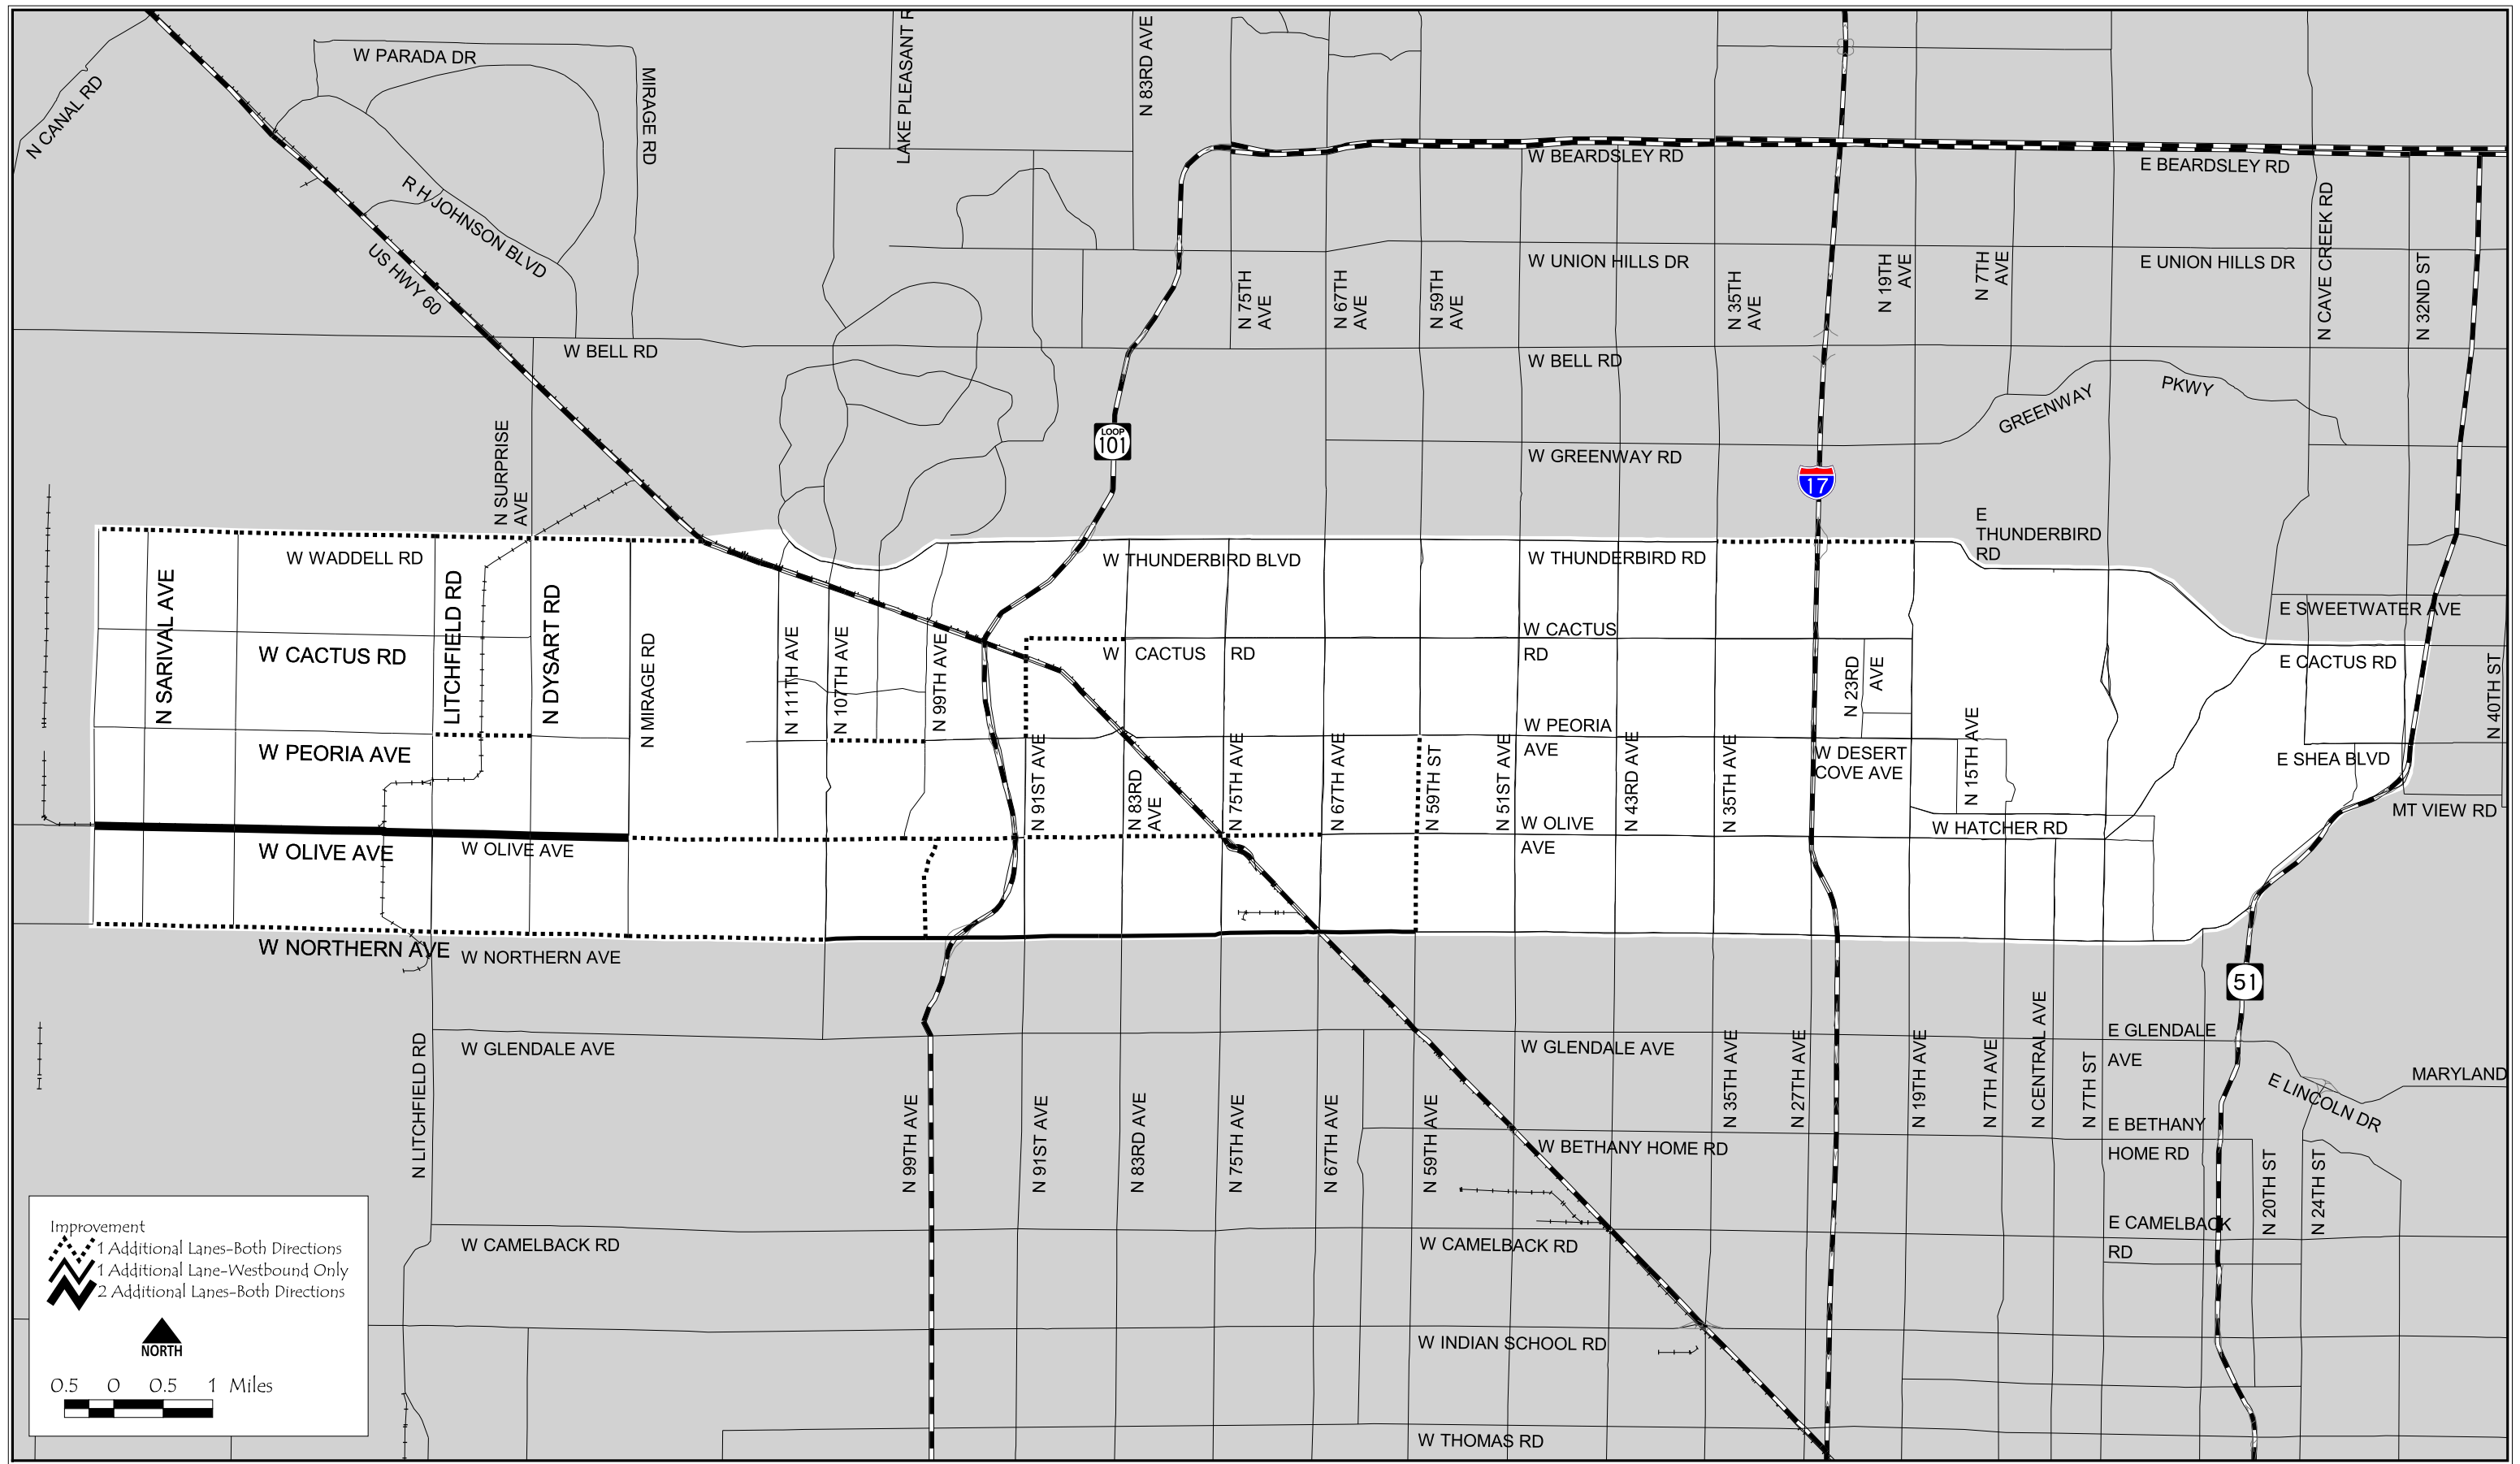 N CANAL RD
W PARADA DR
MIRAGE RD
LAKE PLEASANT R
N 83RD AVE
R H JOHNSON BLVD
US HWY 60
W BEARDSLEY RD
E BEARDSLEY RD
W UNION HILLS DR
E UNION HILLS DR
N 75TH
AVE
N 67TH
AVE
N 59TH
AVE
N 35TH
AVE
N 19TH
AVE
N 7TH
AVE
N CAVE CREEK RD
N 32ND ST
W BELL RD
W BELL RD
GREENWAY
PKWY
LOOP
101
W GREENWAY RD
17
N SURPRISE
AVE
E
THUNDERBIRD
RD
W WADDELL RD
W THUNDERBIRD BLVD
W THUNDERBIRD RD
N SARIVAL AVE
LITCHFIELD RD
N DYSART RD
N MIRAGE RD
N 111TH AVE
N 107TH AVE
N 99TH AVE
E SWEETWATER AVE
W CACTUS RD
W CACTUS RD
W CACTUS
RD
N 23RD
AVE
E CACTUS RD
N 40TH ST
W PEORIA AVE
W PEORIA
AVE
N 91ST AVE
N 83RD
AVE
N 75TH AVE
N 67TH AVE
N 59TH ST
N 51ST AVE
N 43RD AVE
N 35TH AVE
W DESERT
COVE AVE
N 15TH AVE
E SHEA BLVD
MT VIEW RD
W OLIVE AVE
W OLIVE AVE
W OLIVE
AVE
W HATCHER RD
W NORTHERN AVE
W NORTHERN AVE
51
N LITCHFIELD RD
W GLENDALE AVE
W GLENDALE AVE
E GLENDALE
AVE
N 35TH AVE
N 27TH AVE
N 19TH AVE
N 7TH AVE
N CENTRAL AVE
N 7TH ST
E LINCOLN DR
MARYLAND
N 99TH AVE
N 91ST AVE
N 83RD AVE
N 75TH AVE
N 67TH AVE
N 59TH AVE
W BETHANY HOME RD
E BETHANY
HOME RD
N 20TH ST
N 24TH ST
W CAMELBACK RD
W CAMELBACK RD
E CAMELBACK
RD
W INDIAN SCHOOL RD
W THOMAS RD
Improvement
1 Additional Lanes-Both Directions
1 Additional Lane-Westbound Only
2 Additional Lanes-Both Directions
NORTH
0.5 0 0.5 1 Miles